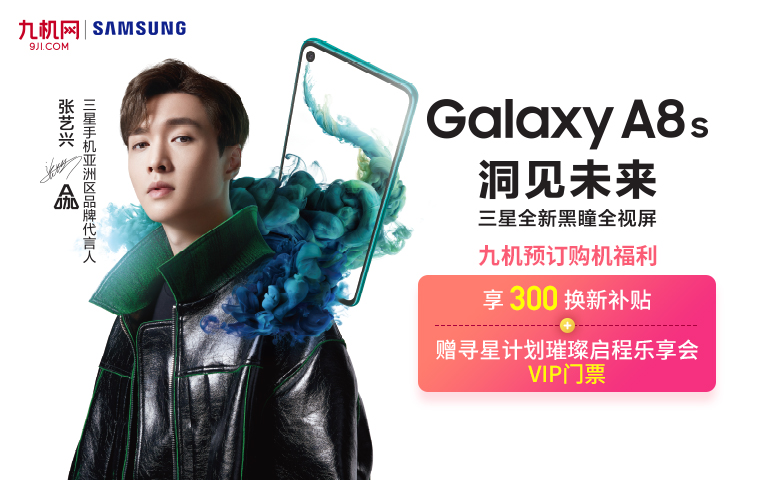 九机网
9JI.COM
SAMSUNG
三星手机亚洲区品牌代言人
张艺兴
Galaxy A8s
洞见未来
三星全新黑瞳全视屏
九机预订购机福利
享 300 换新补贴
+
赠寻星计划璀璨启程乐享会
VIP门票